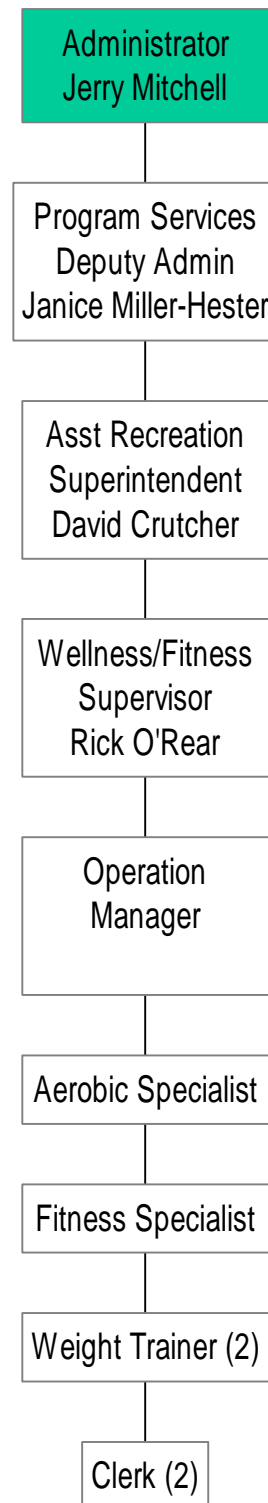 Administrator
Jerry Mitchell
Program Services
Deputy Admin
Janice Miller-Hester
Asst Recreation
Superintendent
David Crutcher
Wellness/Fitness
Supervisor
Rick O'Rear
Operation
Manager
Aerobic Specialist
Fitness Specialist
Weight Trainer (2)
Clerk (2)